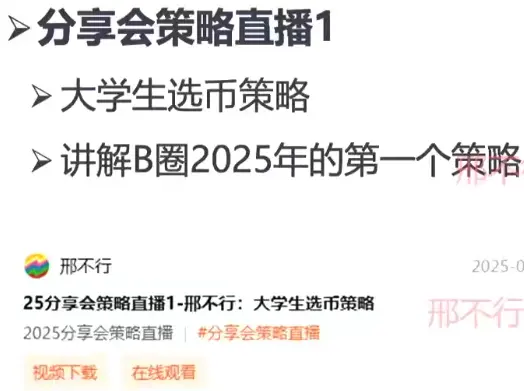 ➢分享会策略直播1
➢大学生选币策略
➢讲解B圈2025年的第一个策略
邢不
邢不行
2025-0
25分享会策略直播1-邢不行：大学生选币策略
邢不行
2025分享会策略直播 | #分享会策略直播
视频下载 在线观看